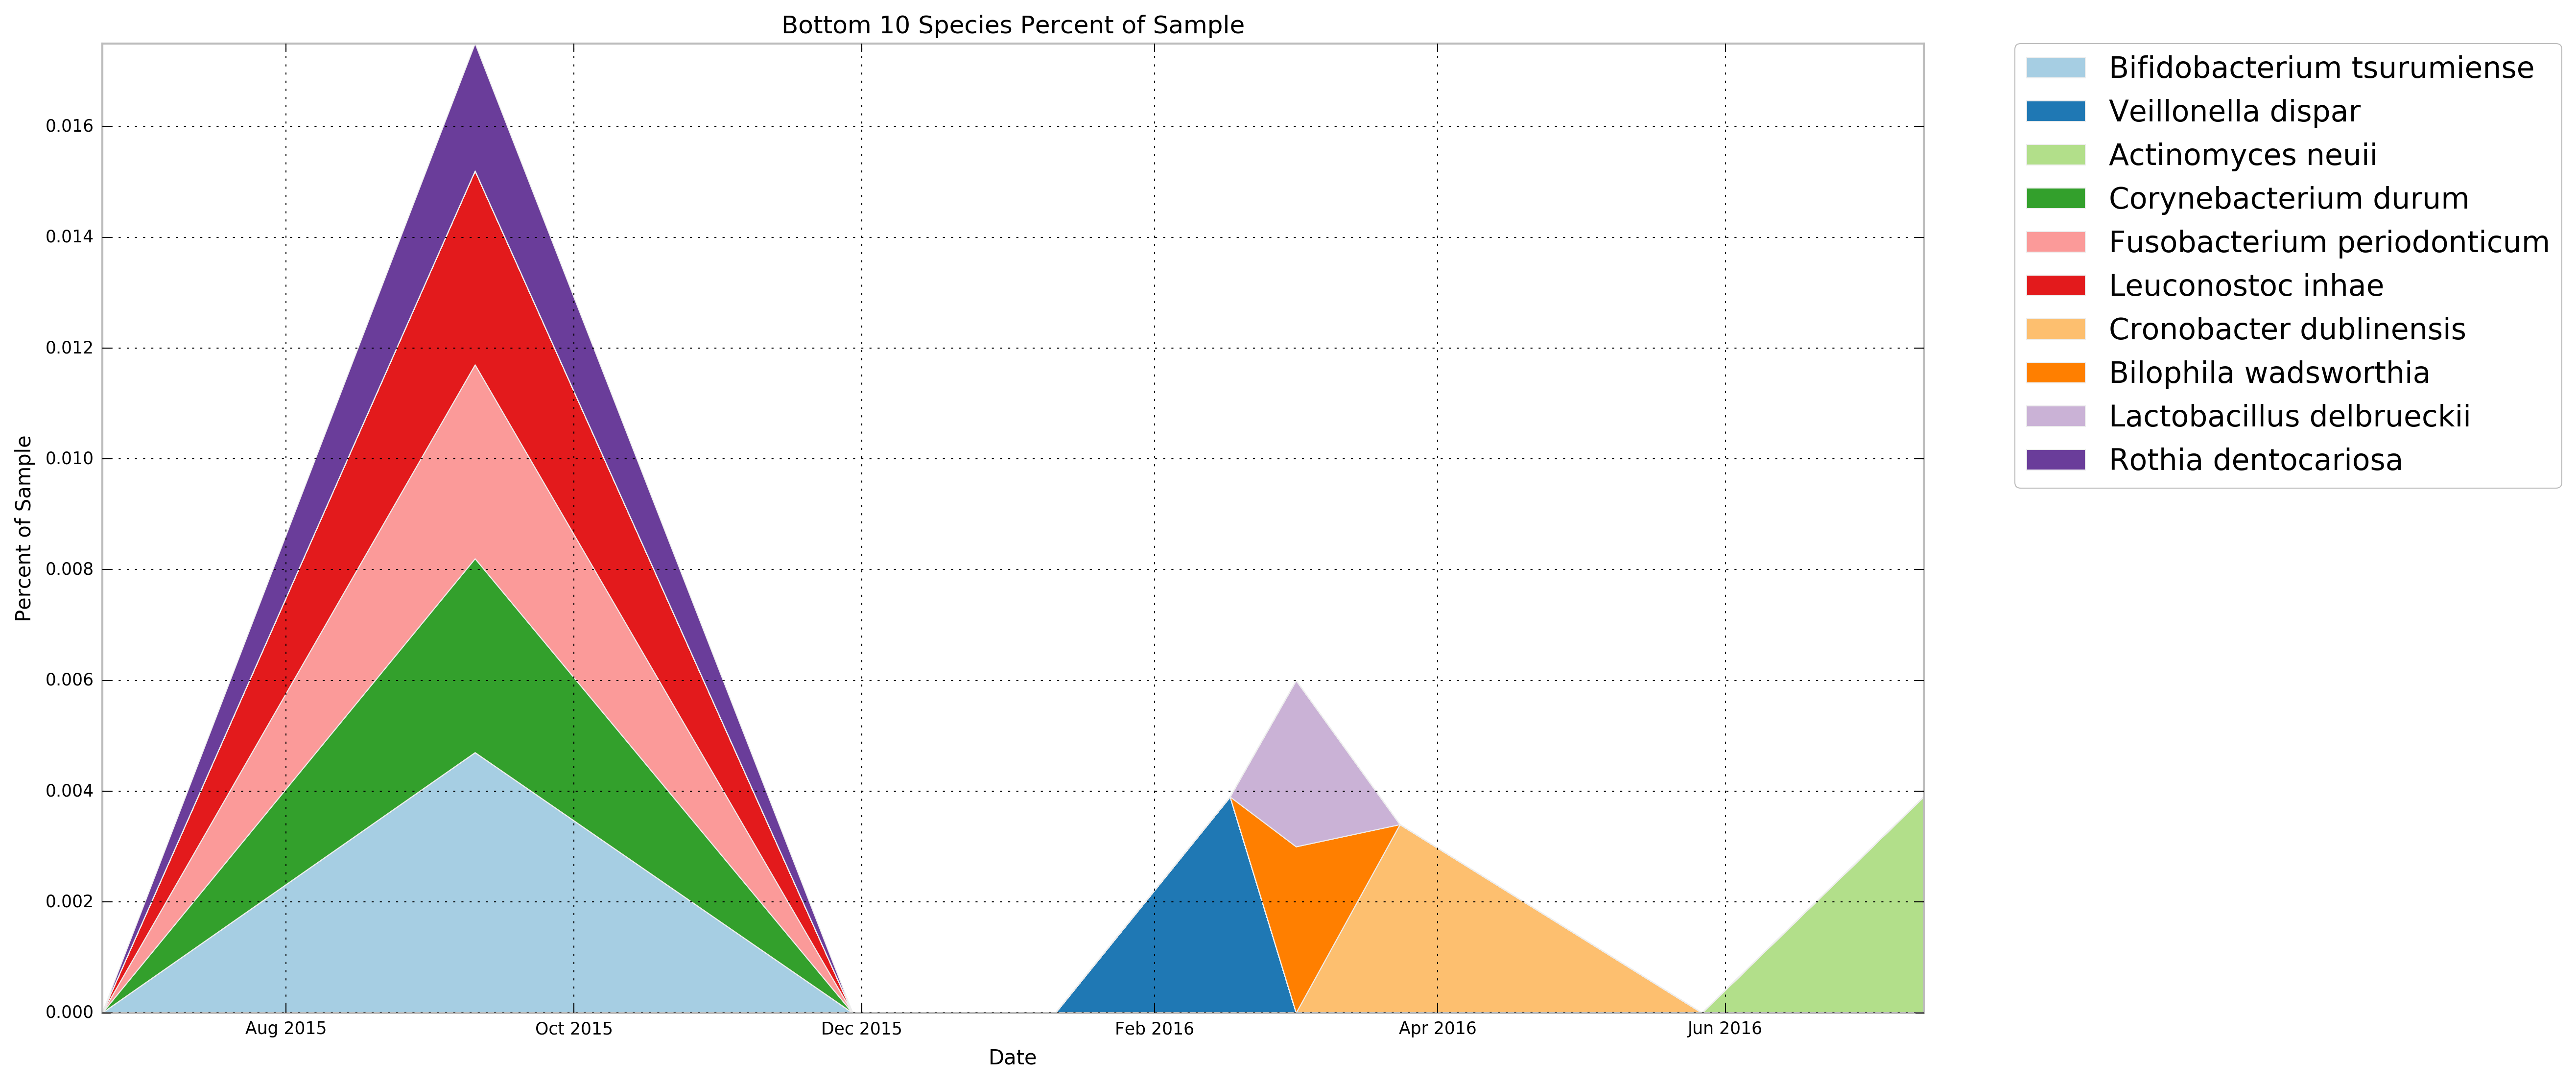 Bottom 10 Species Percent of Sample
Percent of Sample
0.016
0.014
0.012
0.010
0.008
0.006
0.004
0.002
0.000
Aug 2015
Oct 2015
Dec 2015
Feb 2016
Apr 2016
Jun 2016
Date
Bifidobacterium tsurumiense
Veillonella dispar
Actinomyces neuii
Corynebacterium durum
Fusobacterium periodonticum
Leuconostoc inhae
Cronobacter dublinensis
Bilophila wadsworthia
Lactobacillus delbrueckii
Rothia dentocariosa